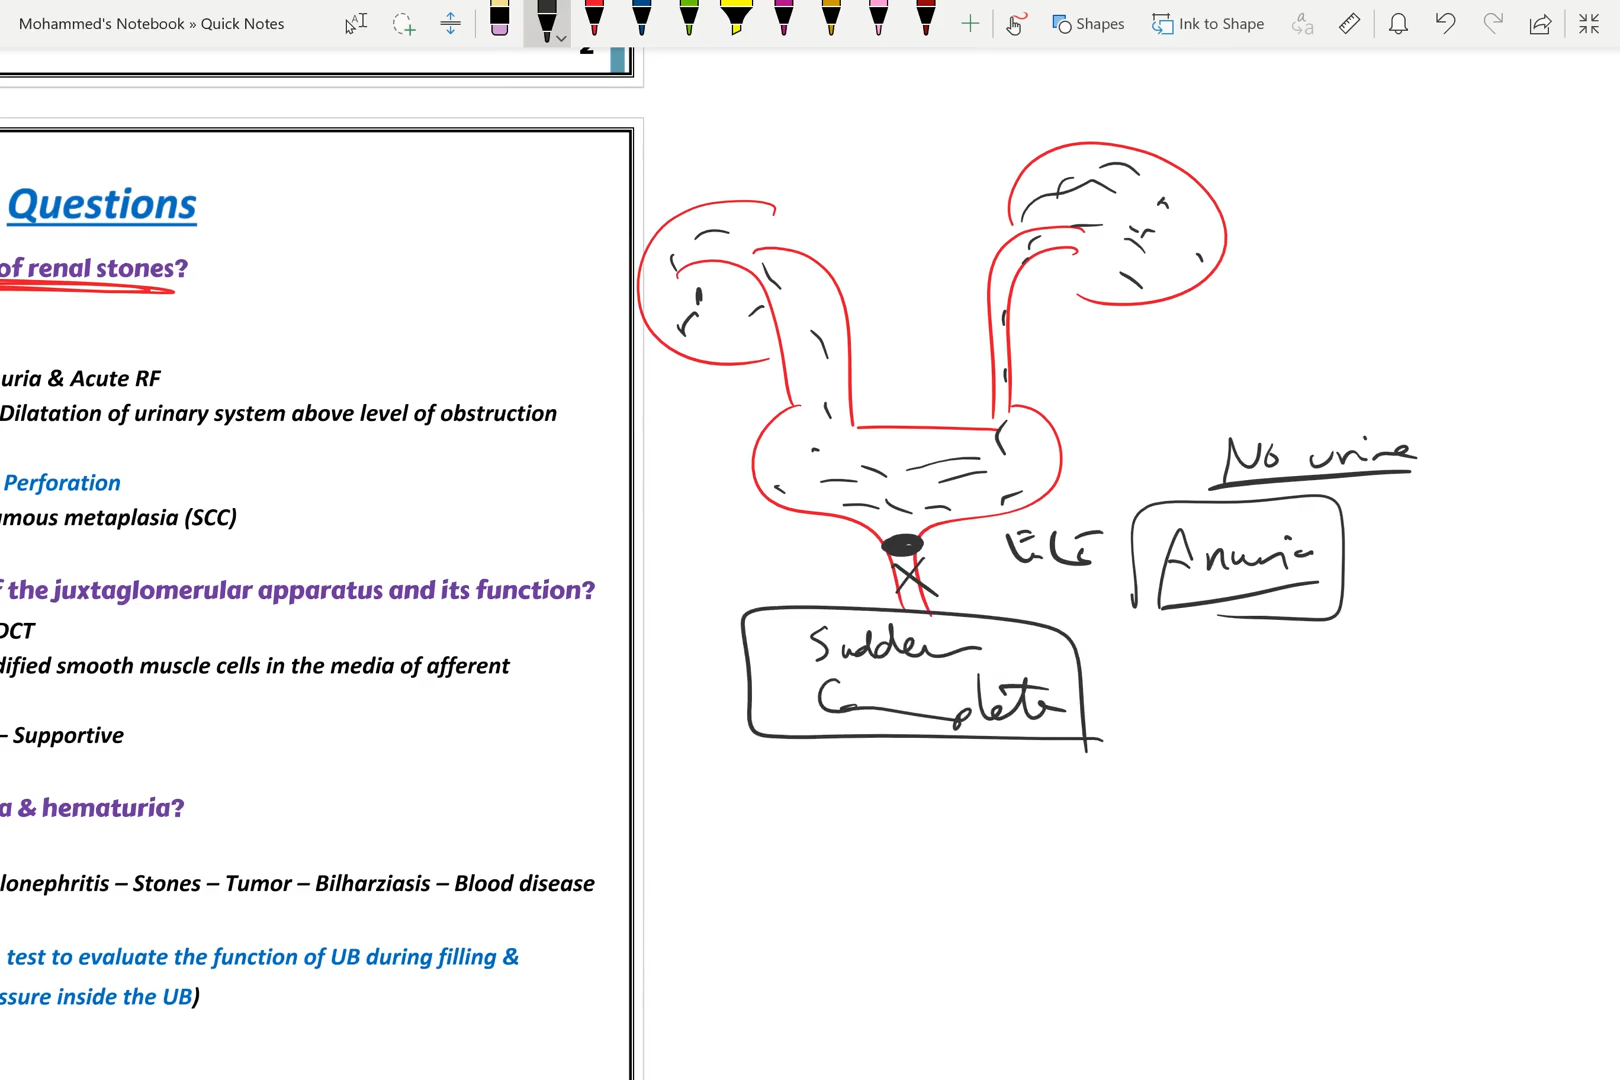 Mohammed's Notebook » Quick Notes
Shapes
Ink to Shape
Questions
of renal stones?
uria & Acute RF
Dilatation of urinary system above level of obstruction
Perforation
amous metaplasia (SCC)
f the juxtaglomerular apparatus and its function?
DCT
dified smooth muscle cells in the media of afferent
– Supportive
a & hematuria?
lonephritis – Stones – Tumor – Bilharziasis – Blood disease
test to evaluate the function of UB during filling &
ssure inside the UB)
No urine
Anuria
Sudden
Complete